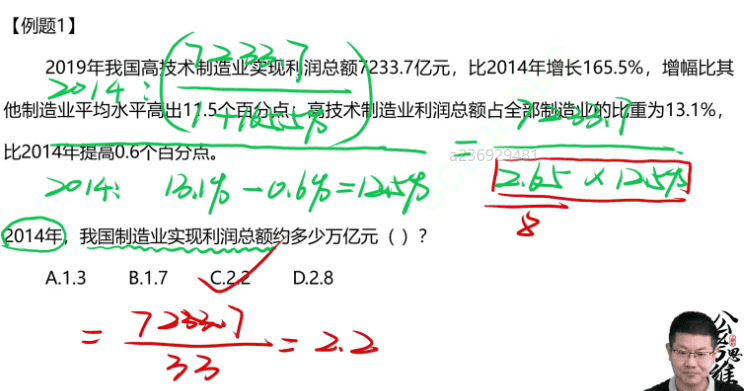 【例题1】
2019年我国高技术制造业实现利润总额7233.7亿元，比2014年增长165.5%，增幅比其
他制造业平均水平高出11.5个百分点；高技术制造业利润总额占全部制造业的比重为13.1%，
比2014年提高0.6个百分点。
2014： 7233.7
1+165.5%
= 7233.7
2.65 × 12.5%
8
a236929481
2014： 13.1% - 0.6% = 12.5%
2014年，我国制造业实现利润总额约多少万亿元（ ）？
A.1.3 B.1.7 C.2.2 D.2.8
= 7233.7
33
= 2.2
公考
思维